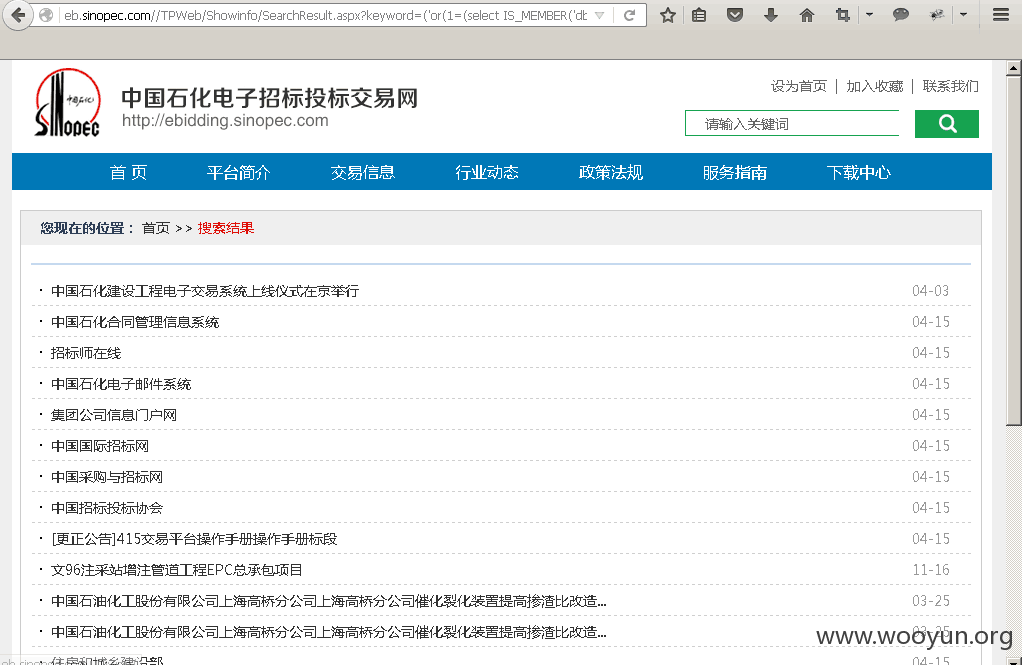 eb.sinopec.com//TPWeb/Showinfo/SearchResult.aspx?keyword=('or(1=(select IS_MEMBER('db
中国石化
SINOPEC
中国石化电子招标投标交易网
http://ebidding.sinopec.com
设为首页 | 加入收藏 | 联系我们
请输入关键词
首 页 平台简介 交易信息 行业动态 政策法规 服务指南 下载中心
您现在的位置： 首页 >> 搜索结果
· 中国石化建设工程电子交易系统上线仪式在京举行 04-03
· 中国石化合同管理信息系统 04-15
· 招标师在线 04-15
· 中国石化电子邮件系统 04-15
· 集团公司信息门户网 04-15
· 中国国际招标网 04-15
· 中国采购与招标网 04-15
· 中国招标投标协会 04-15
· [更正公告]415交易平台操作手册操作手册标段 04-15
· 文96注采站增注管道工程EPC总承包项目 11-16
· 中国石油化工股份有限公司上海高桥分公司上海高桥分公司催化裂化装置提高掺渣比改造... 03-25
· 中国石油化工股份有限公司上海高桥分公司上海高桥分公司催化裂化装置提高掺渣比改造... 03-25
www.wooyun.org
· 住房和城乡建设部 04-15